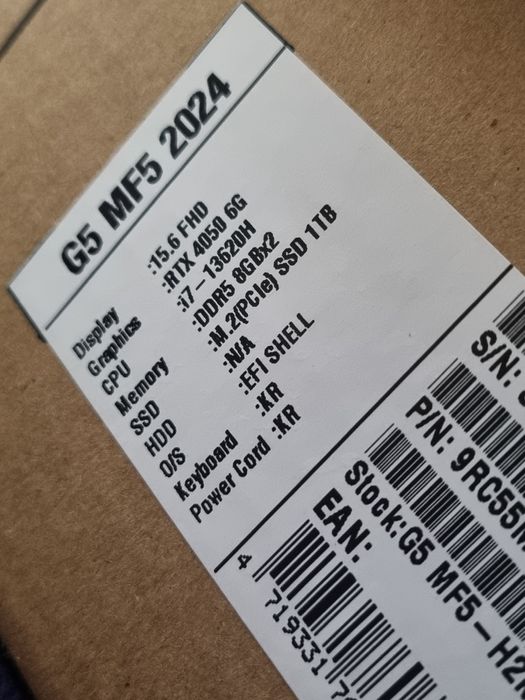 G5 MF5 2024
Display :15.6 FHD
Graphics :RTX 4050 6G
CPU :i7-13620H
Memory :DDR5 8GBx2
SSD :M.2(PCIe) SSD 1TB
HDD :N/A
O/S :EFI SHELL
Keyboard :KR
Power Cord :KR
S/N:
P/N: 9RC55
Stock:G5 MF5-H2
EAN:
4 719331